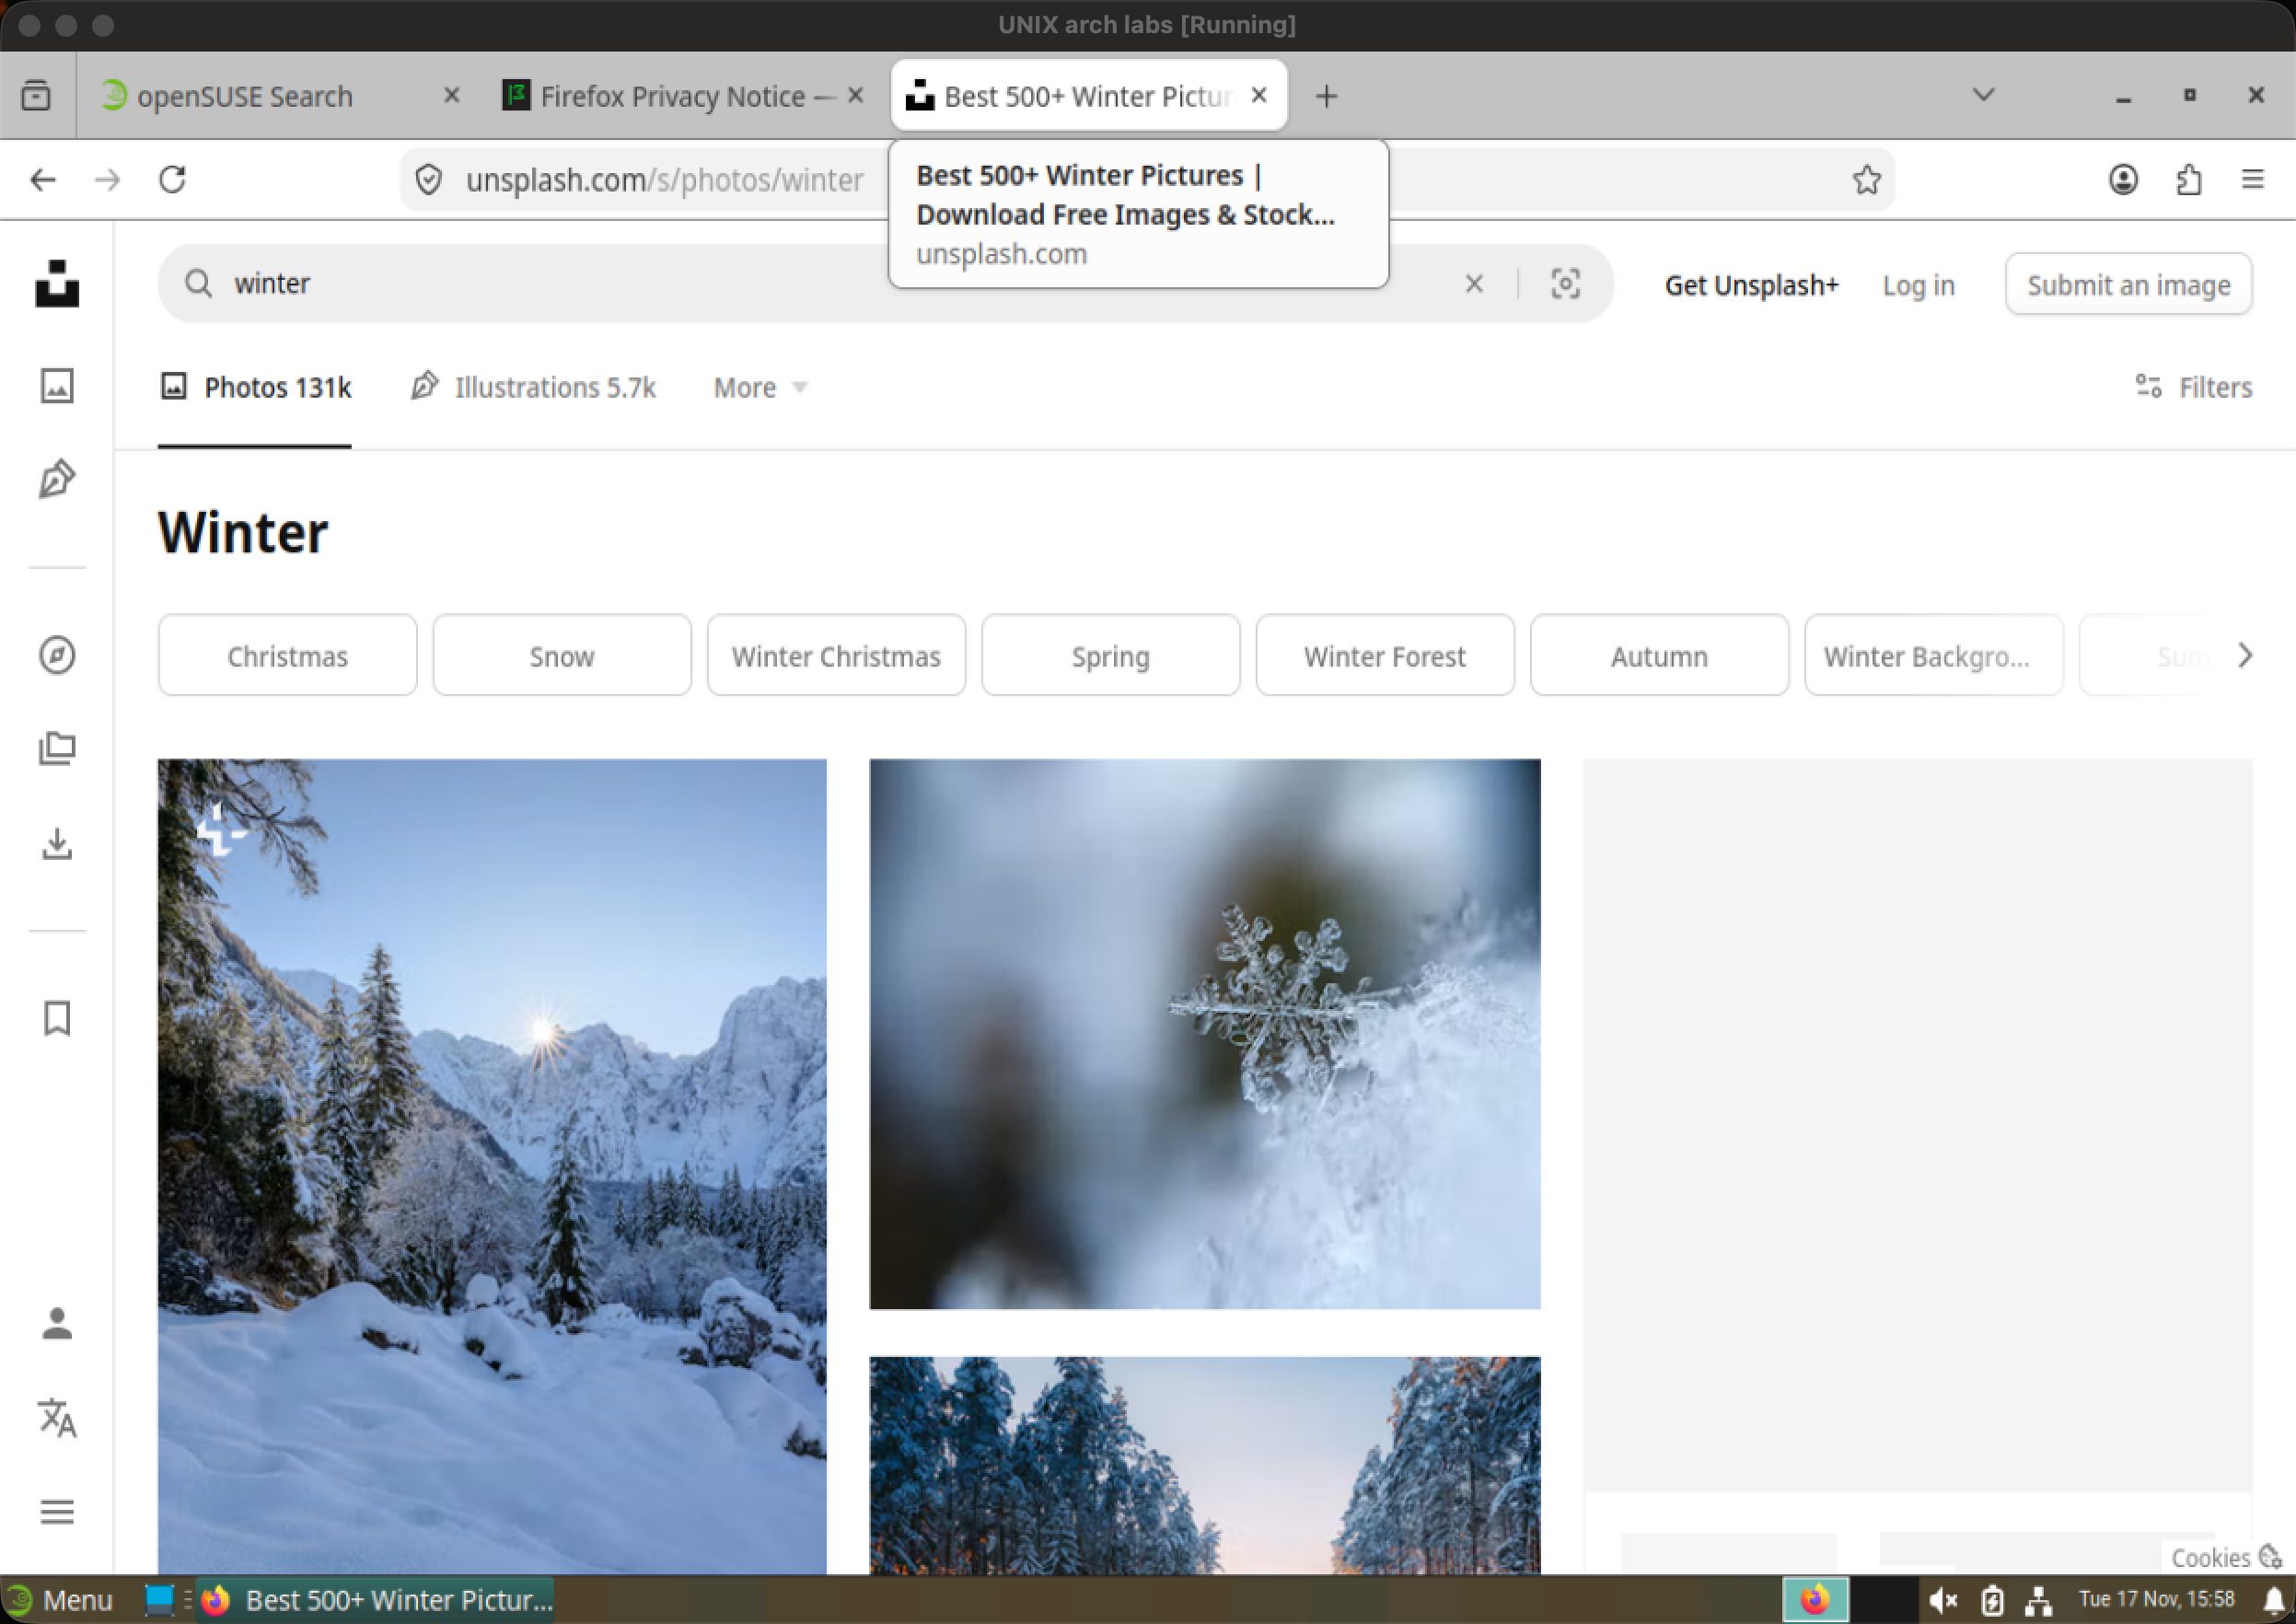 UNIX arch labs [Running]
openSUSE Search
Firefox Privacy Notice —
Best 500+ Winter Pictur
unsplash.com/s/photos/winter
Best 500+ Winter Pictures |
Download Free Images & Stock...
unsplash.com
winter
Get Unsplash+
Log in
Submit an image
Photos 131k
Illustrations 5.7k
More
Filters
Winter
Christmas
Snow
Winter Christmas
Spring
Winter Forest
Autumn
Winter Backgro...
Sum
Cookies
Menu
Best 500+ Winter Pictur...
Tue 17 Nov, 15:58